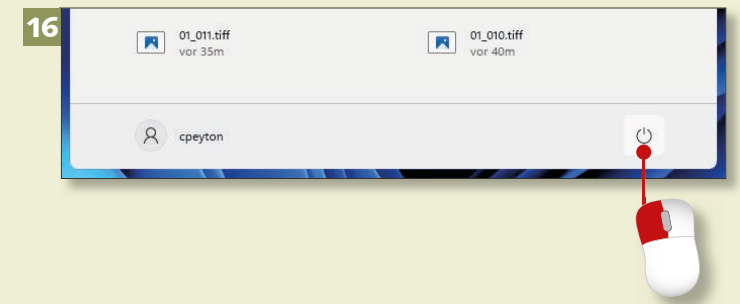 16
01_011.tiff
vor 35m
01_010.tiff
vor 40m
cpeyton